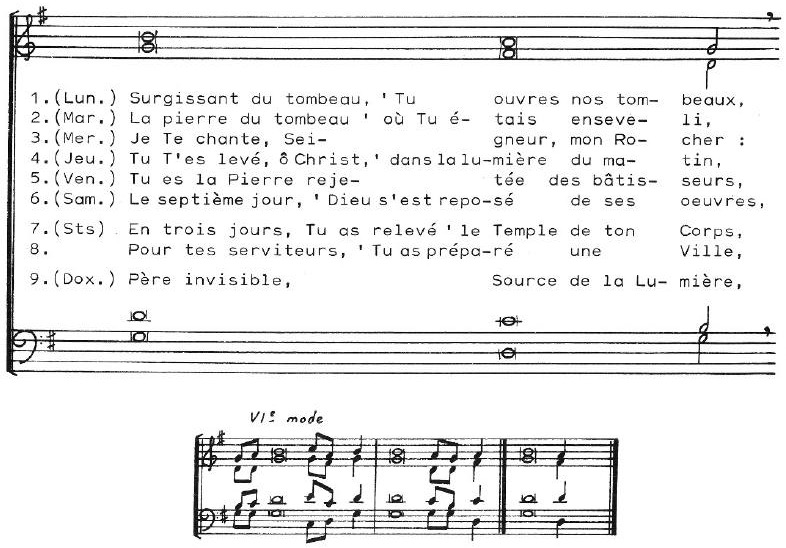 1.(Lun.) Surgissant du tombeau, ' Tu ouvres nos tom- beaux,
2.(Mar.) La pierre du tombeau ' où Tu é- tais enseve- li,
3.(Mer.) Je Te chante, Sei- gneur, mon Ro- cher :
4.(Jeu.) Tu T'es levé, ô Christ,' dans la lu-mière du ma- tin,
5.(Ven.) Tu es la Pierre reje- tée des bâtis- seurs,
6.(Sam.) Le septième jour, ' Dieu s'est repo-sé de ses oeuvres,
7.(Sts) En trois jours, Tu as relevé ' le Temple de ton Corps,
8. Pour tes serviteurs, ' Tu as prépa-ré une Ville,
9.(Dox.) Père invisible, Source de la Lu- mière,
VIe mode